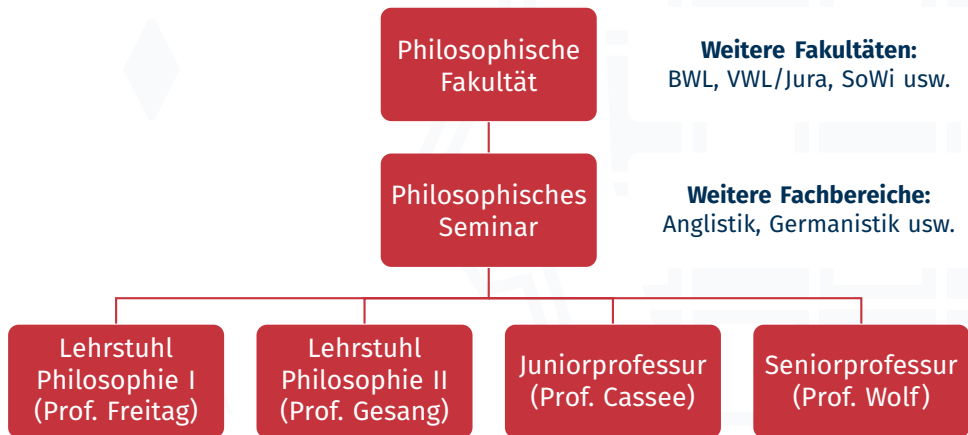 Philosophische
Fakultät
Weitere Fakultäten:
BWL, VWL/Jura, SoWi usw.
Philosophisches
Seminar
Weitere Fachbereiche:
Anglistik, Germanistik usw.
Lehrstuhl
Philosophie I
(Prof. Freitag)
Lehrstuhl
Philosophie II
(Prof. Gesang)
Juniorprofessur
(Prof. Cassee)
Seniorprofessur
(Prof. Wolf)